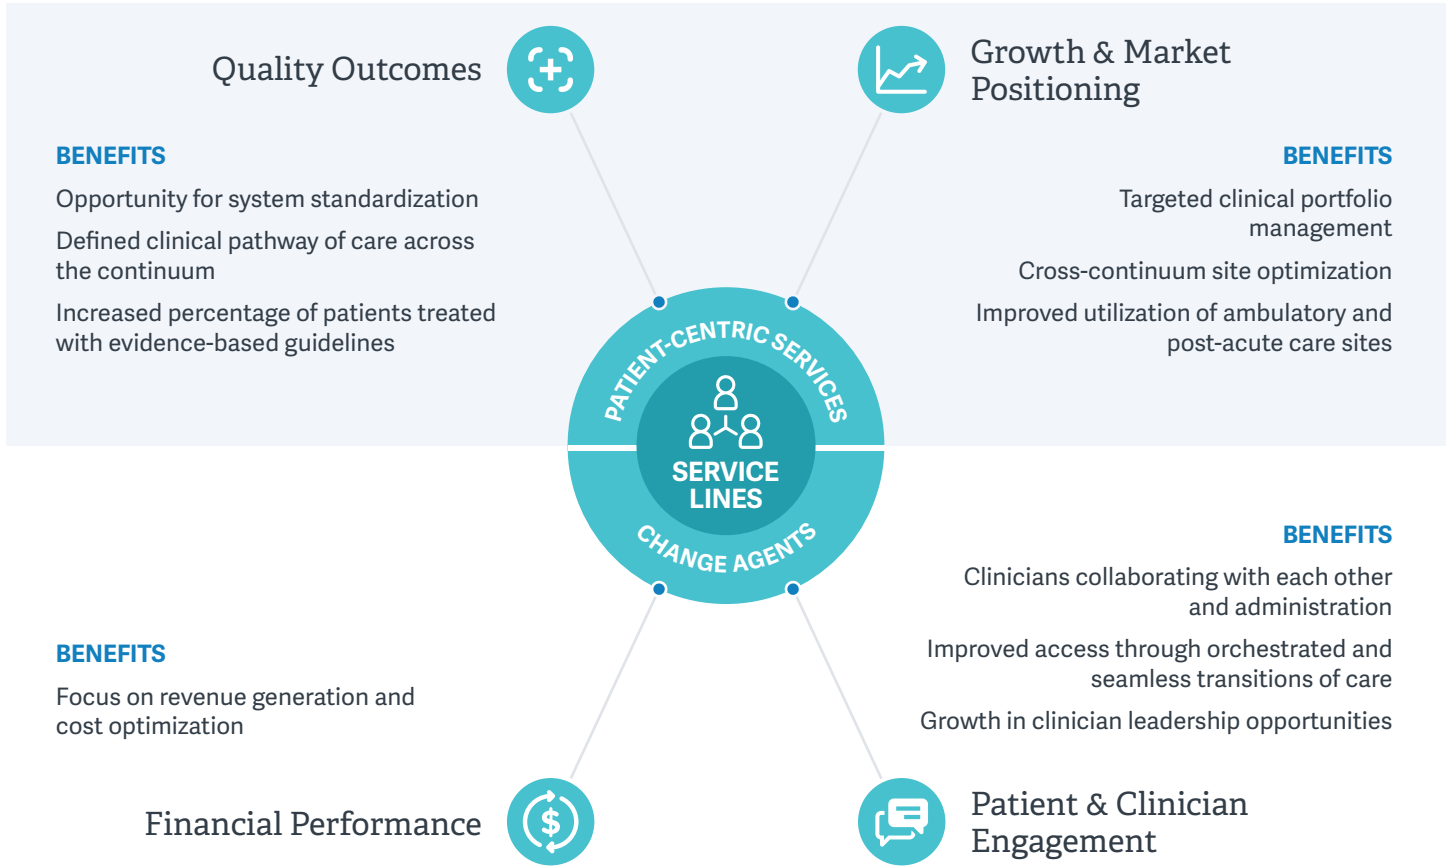 Quality Outcomes
BENEFITS
Opportunity for system standardization
Defined clinical pathway of care across
the continuum
Increased percentage of patients treated
with evidence-based guidelines
Growth & Market
Positioning
BENEFITS
Targeted clinical portfolio
management
Cross-continuum site optimization
Improved utilization of ambulatory and
post-acute care sites
PATIENT-CENTRIC SERVICES
SERVICE
LINES
CHANGE AGENTS
BENEFITS
Focus on revenue generation and
cost optimization
$
Financial Performance
BENEFITS
Clinicians collaborating with each other
and administration
Improved access through orchestrated and
seamless transitions of care
Growth in clinician leadership opportunities
Patient & Clinician
Engagement